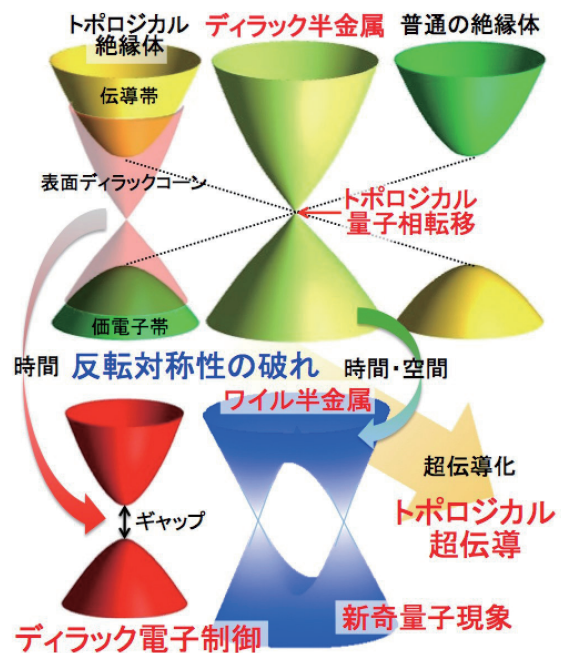 トポロジカル
絶縁体
ディラック半金属
普通の絶縁体
伝導帯
表面ディラックコーン
トポロジカル
量子相転移
価電子帯
時間
反転対称性の破れ
時間・空間
ワイル半金属
超伝導化
トポロジカル
超伝導
ギャップ
新奇量子現象
ディラック電子制御